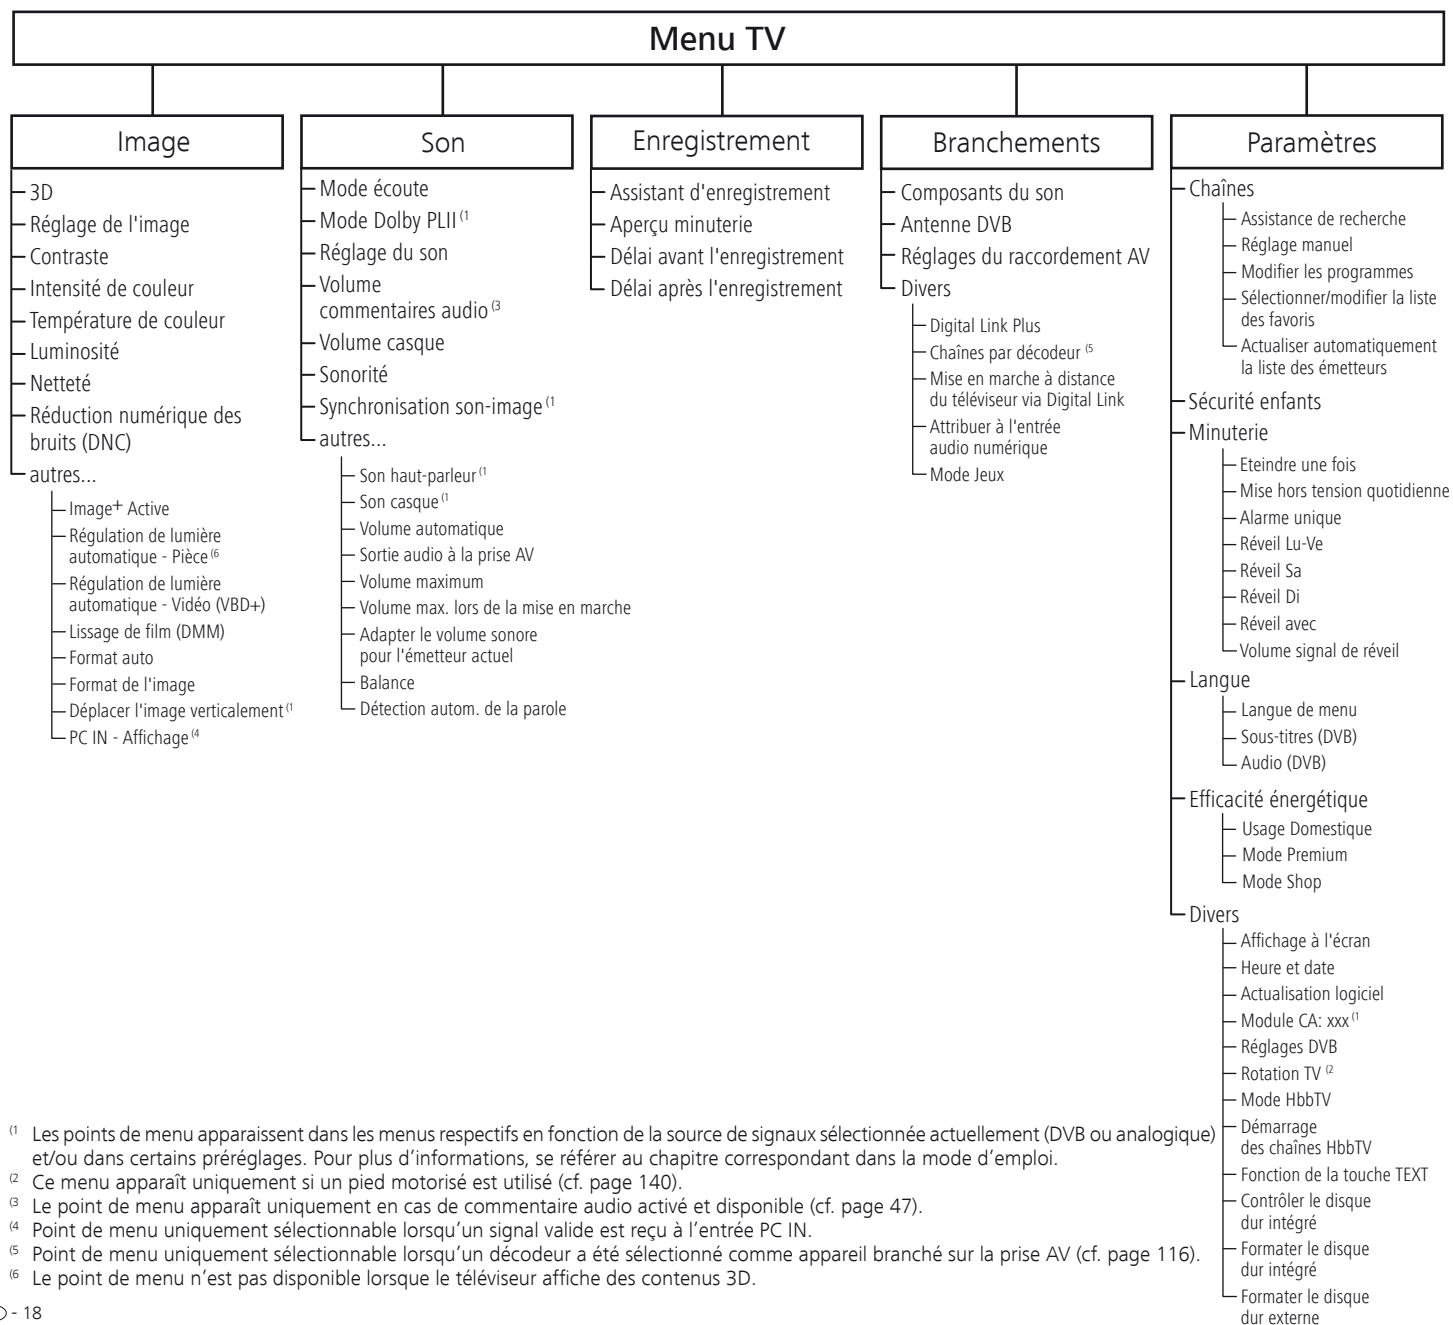 Menu TV
Image
3D
Réglage de l'image
Contraste
Intensité de couleur
Température de couleur
Luminosité
Netteté
Réduction numérique des
bruits (DNC)
autres...
Image+ Active
Régulation de lumière
automatique - Pièce (6
Régulation de lumière
automatique - Vidéo (VBD+)
Lissage de film (DMM)
Format auto
Format de l'image
Déplacer l'image verticalement (1
PC IN - Affichage (4
Son
Mode écoute
Mode Dolby PLII (1
Réglage du son
Volume
commentaires audio (3
Volume casque
Sonorité
Synchronisation son-image (1
autres...
Son haut-parleur (1
Son casque (1
Volume automatique
Sortie audio à la prise AV
Volume maximum
Volume max. lors de la mise en marche
Adapter le volume sonore
pour l'émetteur actuel
Balance
Détection autom. de la parole
Enregistrement
Assistant d'enregistrement
Aperçu minuterie
Délai avant l'enregistrement
Délai après l'enregistrement
Branchements
Composants du son
Antenne DVB
Réglages du raccordement AV
Divers
Digital Link Plus
Chaînes par décodeur (5
Mise en marche à distance
du téléviseur via Digital Link
Attribuer à l'entrée
audio numérique
Mode Jeux
Paramètres
Chaînes
Assistance de recherche
Réglage manuel
Modifier les programmes
Sélectionner/modifier la liste
des favoris
Actualiser automatiquement
la liste des émetteurs
Sécurité enfants
Minuterie
Eteindre une fois
Mise hors tension quotidienne
Alarme unique
Réveil Lu-Ve
Réveil Sa
Réveil Di
Réveil avec
Volume signal de réveil
Langue
Langue de menu
Sous-titres (DVB)
Audio (DVB)
Efficacité énergétique
Usage Domestique
Mode Premium
Mode Shop
Divers
Affichage à l'écran
Heure et date
Actualisation logiciel
Module CA: xxx (1
Réglages DVB
Rotation TV (2
Mode HbbTV
Démarrage
des chaînes HbbTV
Fonction de la touche TEXT
Contrôler le disque
dur intégré
Formater le disque
dur intégré
Formater le disque
dur externe
(1 Les points de menu apparaissent dans les menus respectifs en fonction de la source de signaux sélectionnée actuellement (DVB ou analogique)
et/ou dans certains préréglages. Pour plus d’informations, se référer au chapitre correspondant dans la mode d’emploi.
(2 Ce menu apparaît uniquement si un pied motorisé est utilisé (cf. page 140).
(3 Le point de menu apparaît uniquement en cas de commentaire audio activé et disponible (cf. page 47).
(4 Point de menu uniquement sélectionnable lorsqu’un signal valide est reçu à l’entrée PC IN.
(5 Point de menu uniquement sélectionnable lorsqu’un décodeur a été sélectionné comme appareil branché sur la prise AV (cf. page 116).
(6 Le point de menu n’est pas disponible lorsque le téléviseur affiche des contenus 3D.
- 18